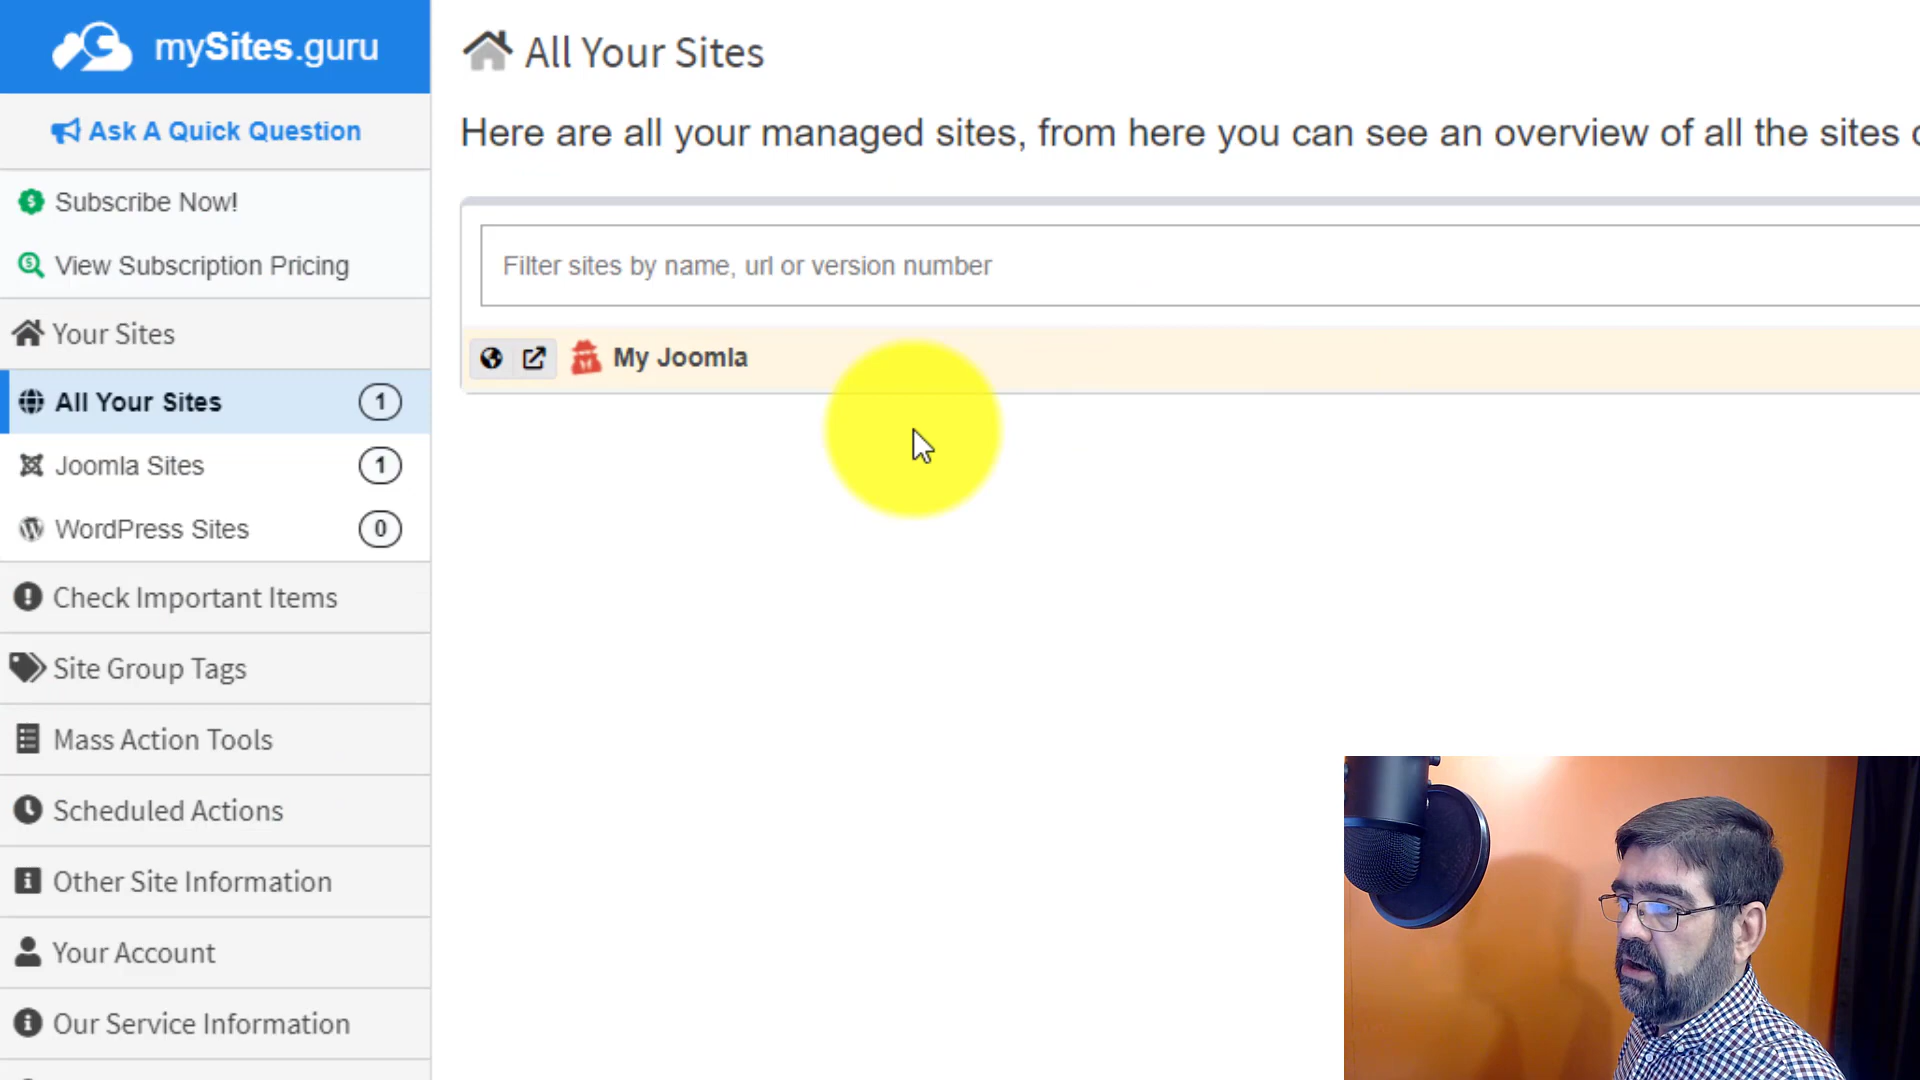 mySites.guru
Ask A Quick Question
Subscribe Now!
View Subscription Pricing
Your Sites
All Your Sites 1
Joomla Sites 1
WordPress Sites 0
Check Important Items
Site Group Tags
Mass Action Tools
Scheduled Actions
Other Site Information
Your Account
Our Service Information
All Your Sites
Here are all your managed sites, from here you can see an overview of all the sites
Filter sites by name, url or version number
My Joomla